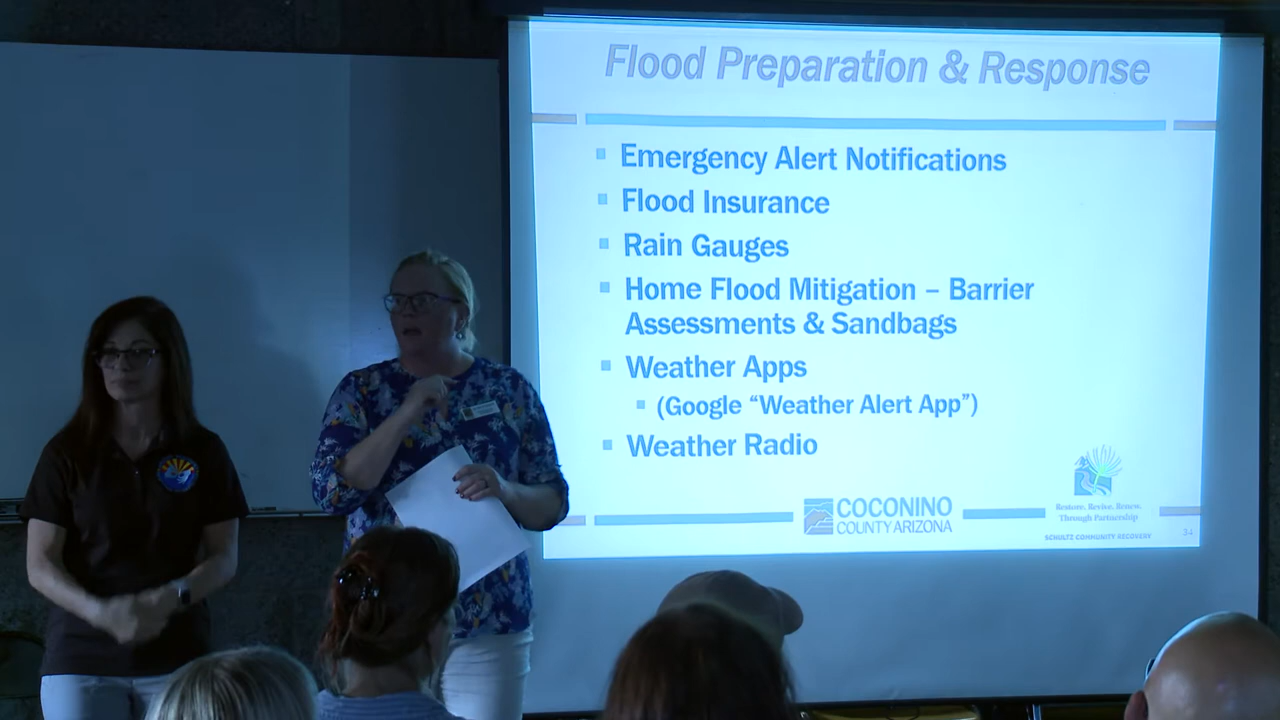 Flood Preparation & Response
Emergency Alert Notifications
Flood Insurance
Rain Gauges
Home Flood Mitigation – Barrier
Assessments & Sandbags
Weather Apps
(Google “Weather Alert App”)
Weather Radio
COCONINO
COUNTY ARIZONA
Restore, Revive, Renew.
Through Partnership
SCHULTZ COMMUNITY RECOVERY
34